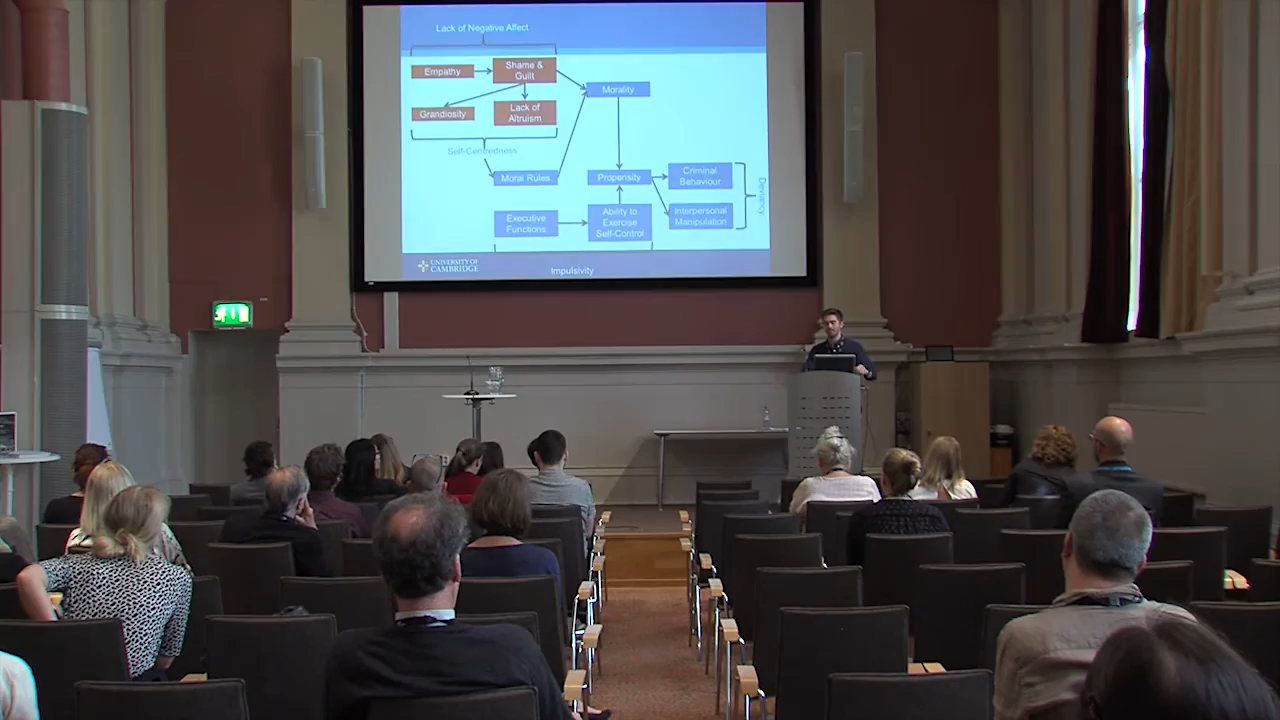 Lack of Negative Affect
Empathy
Shame &
Guilt
Morality
Grandiosity
Lack of
Altruism
Self-Centredness
Moral Rules
Propensity
Criminal
Behaviour
Deviancy
Executive
Functions
Ability to
Exercise
Self-Control
Interpersonal
Manipulation
UNIVERSITY OF
CAMBRIDGE
Impulsivity